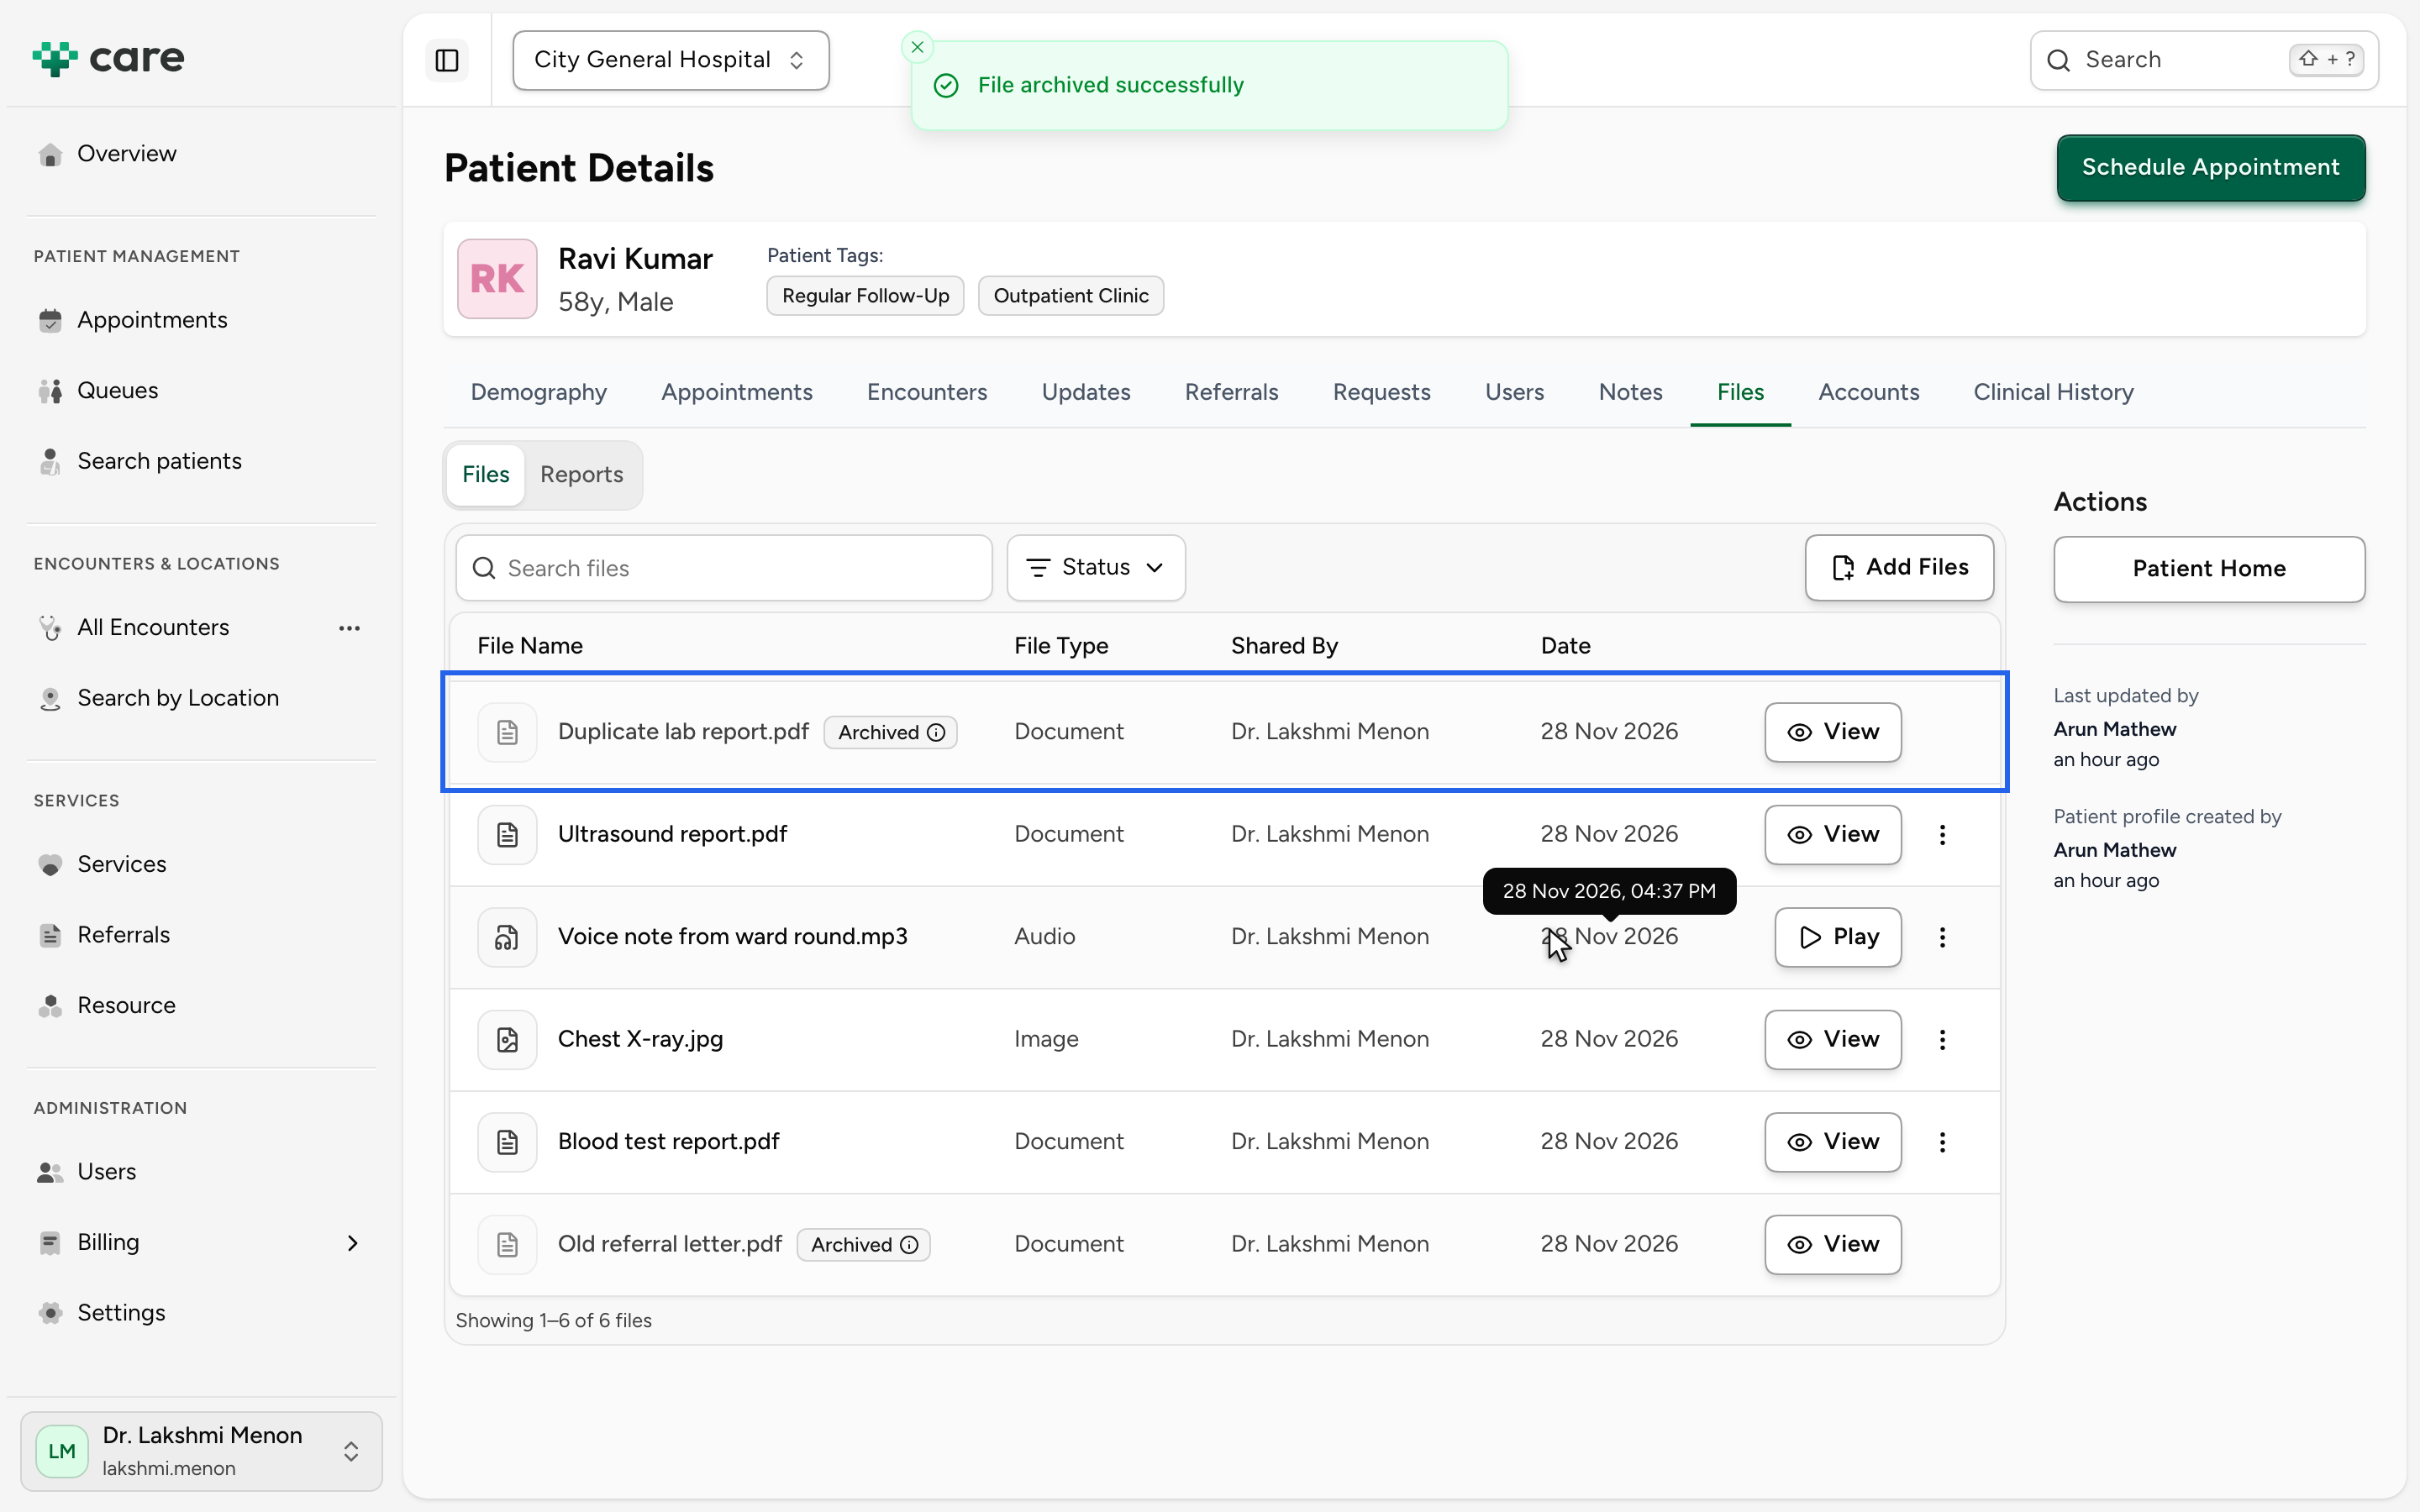 care
City General Hospital
File archived successfully
Search
+ ?
Overview
PATIENT MANAGEMENT
Appointments
Queues
Search patients
ENCOUNTERS & LOCATIONS
All Encounters
Search by Location
SERVICES
Services
Referrals
Resource
ADMINISTRATION
Users
Billing
Settings
LM
Dr. Lakshmi Menon
lakshmi.menon
Patient Details
Schedule Appointment
RK
Ravi Kumar
58y, Male
Patient Tags:
Regular Follow-Up
Outpatient Clinic
Demography Appointments Encounters Updates Referrals Requests Users Notes Files Accounts Clinical History
Files Reports
Search files
Status
Add Files
File Name File Type Shared By Date
Duplicate lab report.pdf Archived Document Dr. Lakshmi Menon 28 Nov 2026 View
Ultrasound report.pdf Document Dr. Lakshmi Menon 28 Nov 2026 View
28 Nov 2026, 04:37 PM
Voice note from ward round.mp3 Audio Dr. Lakshmi Menon 28 Nov 2026 Play
Chest X-ray.jpg Image Dr. Lakshmi Menon 28 Nov 2026 View
Blood test report.pdf Document Dr. Lakshmi Menon 28 Nov 2026 View
Old referral letter.pdf Archived Document Dr. Lakshmi Menon 28 Nov 2026 View
Showing 1–6 of 6 files
Actions
Patient Home
Last updated by
Arun Mathew
an hour ago
Patient profile created by
Arun Mathew
an hour ago